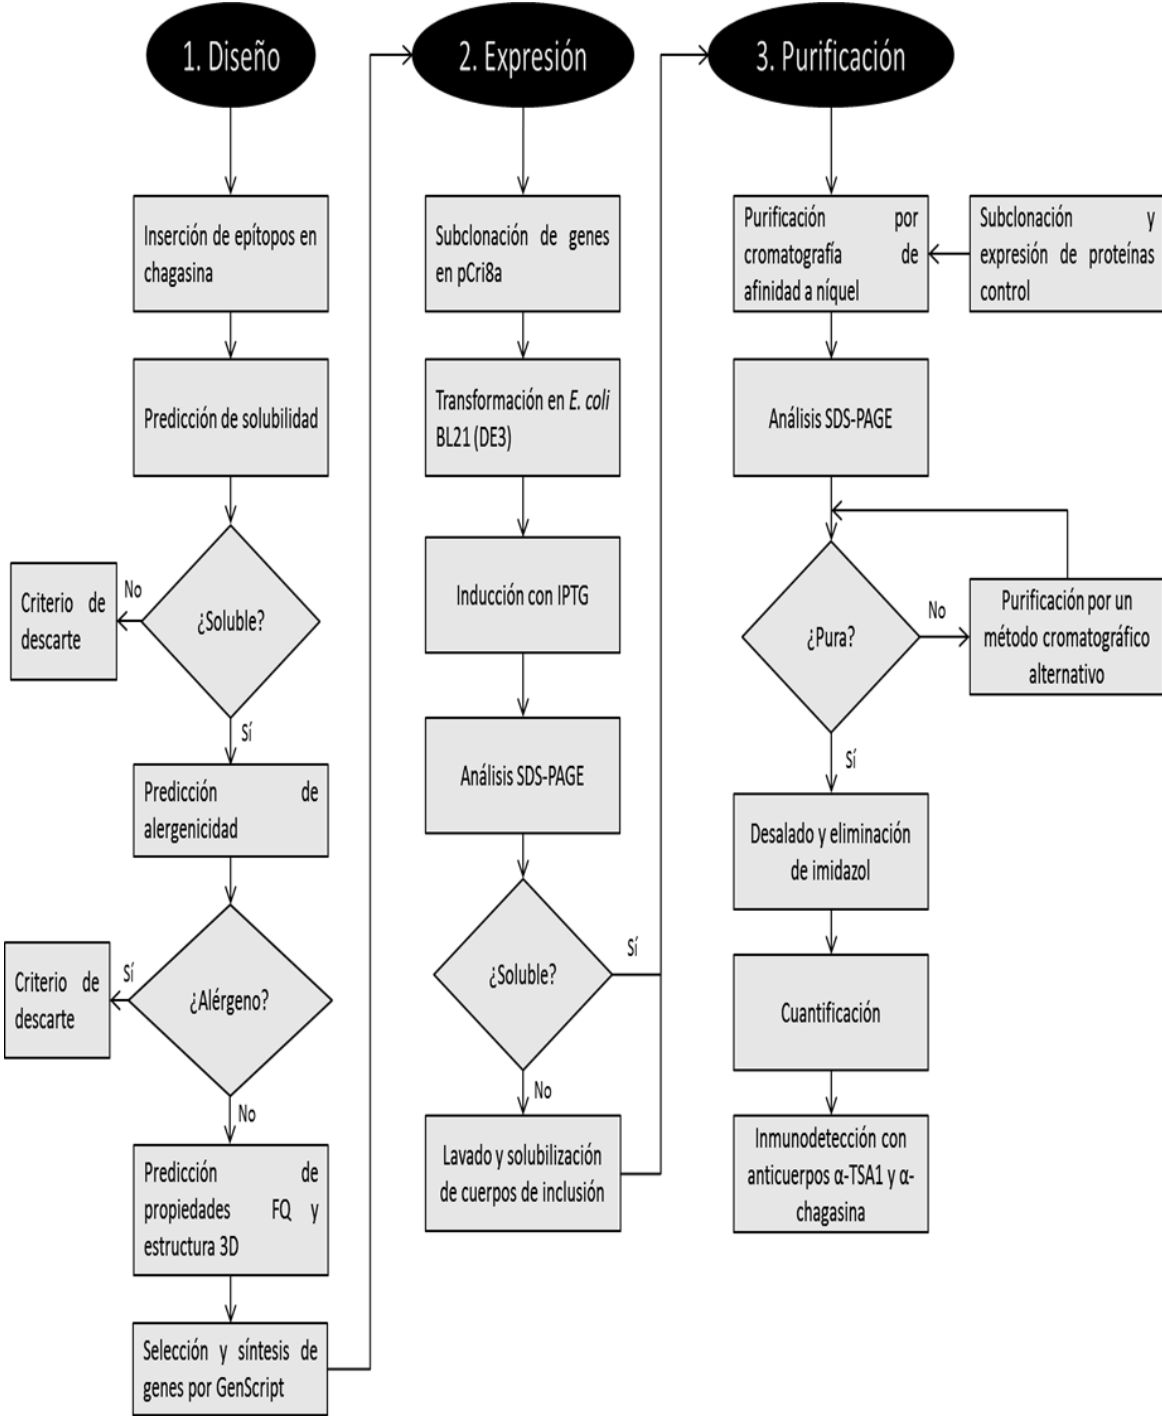 1. Diseño
Inserción de epítopos en
chagasina
Predicción de solubilidad
¿Soluble?
No
Criterio de
descarte
Sí
Predicción de
alergenicidad
¿Alérgeno?
Sí
Criterio de
descarte
No
Predicción de
propiedades FQ y
estructura 3D
Selección y síntesis de
genes por GenScript
2. Expresión
Subclonación de genes
en pCri8a
Transformación en E. coli
BL21 (DE3)
Inducción con IPTG
Análisis SDS-PAGE
¿Soluble?
Sí
No
Lavado y solubilización
de cuerpos de inclusión
3. Purificación
Purificación por
cromatografía de
afinidad a níquel
Subclonación y
expresión de proteínas
control
Análisis SDS-PAGE
¿Pura?
No
Purificación por un
método cromatográfico
alternativo
Sí
Desalado y eliminación
de imidazol
Cuantificación
Inmunodetección con
anticuerpos α-TSA1 y α-
chagasina